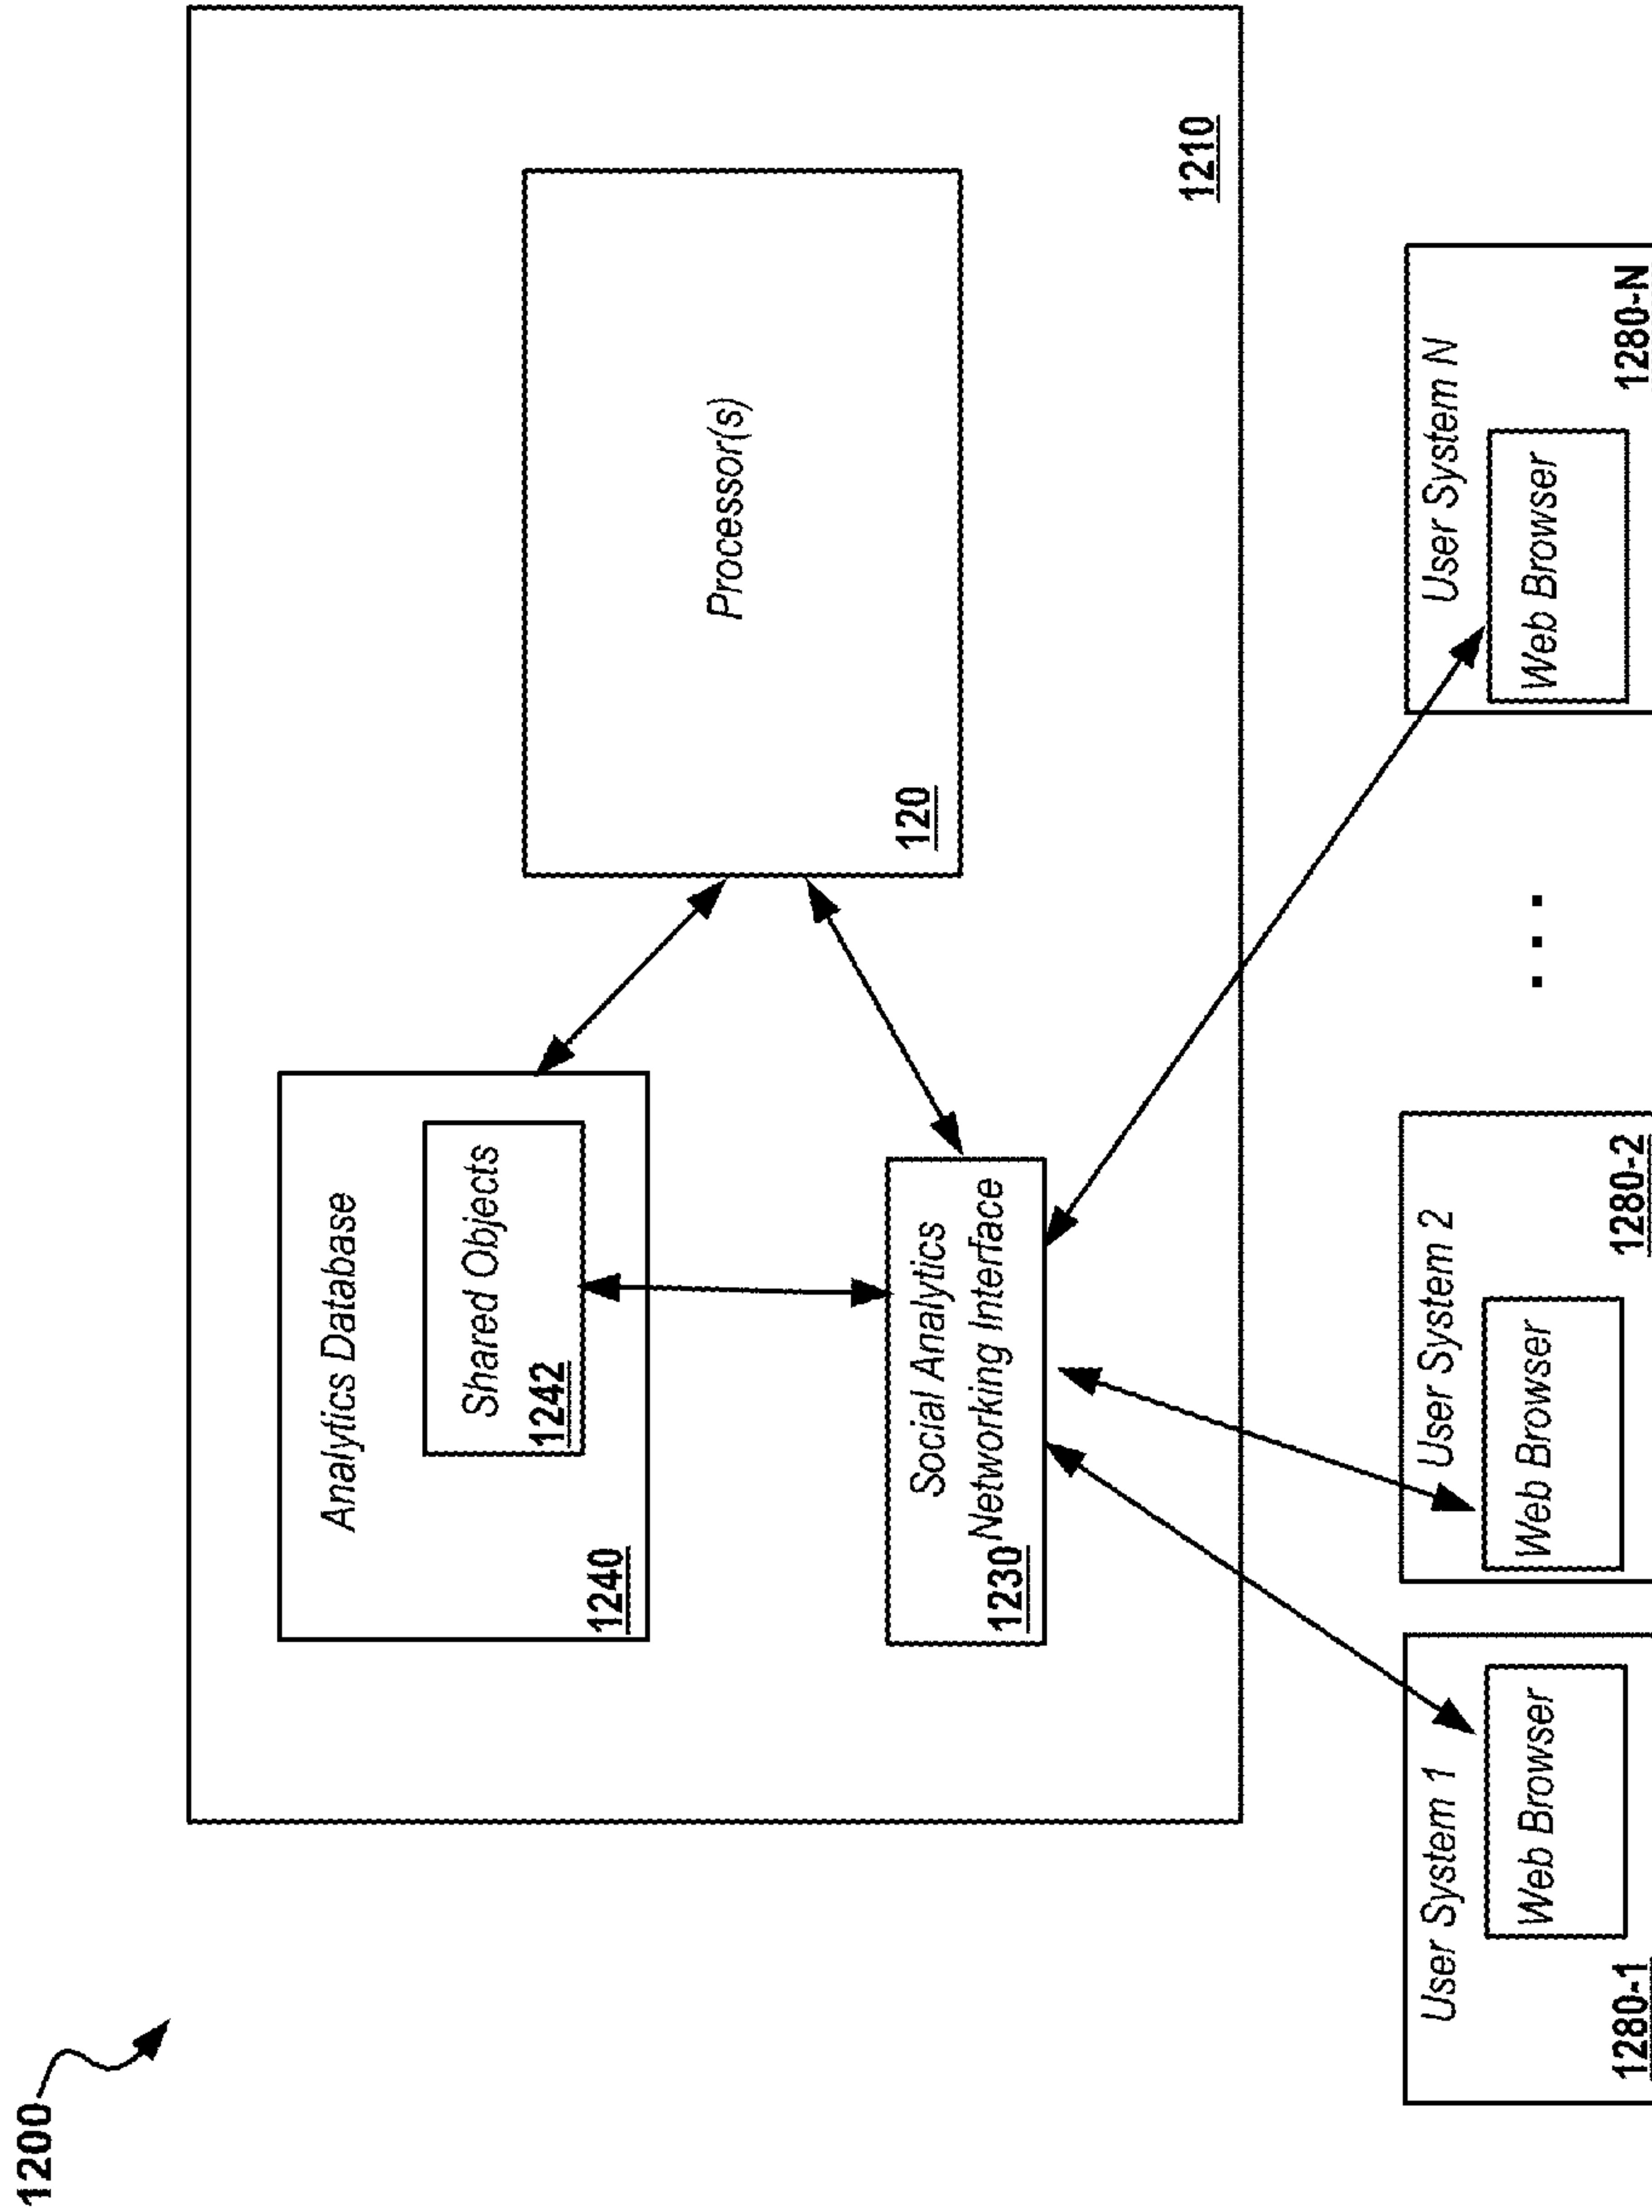 1200
Analytics Database
Shared Objects
1242
1240
Processor(s)
120
Social Analytics
Networking Interface
1230
1210
User System 1
Web Browser
1280-1
User System 2
Web Browser
1280-2
. . .
User System N
Web Browser
1280-N